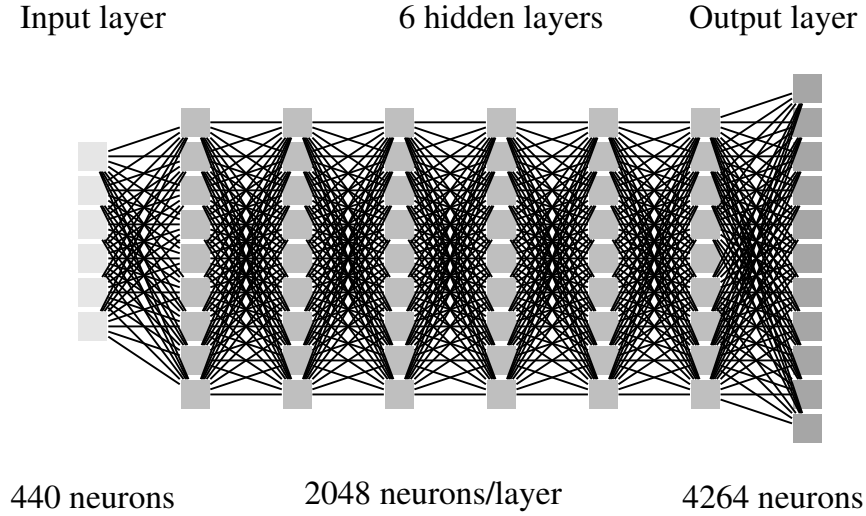 Input layer
6 hidden layers
Output layer
440 neurons
2048 neurons/layer
4264 neurons